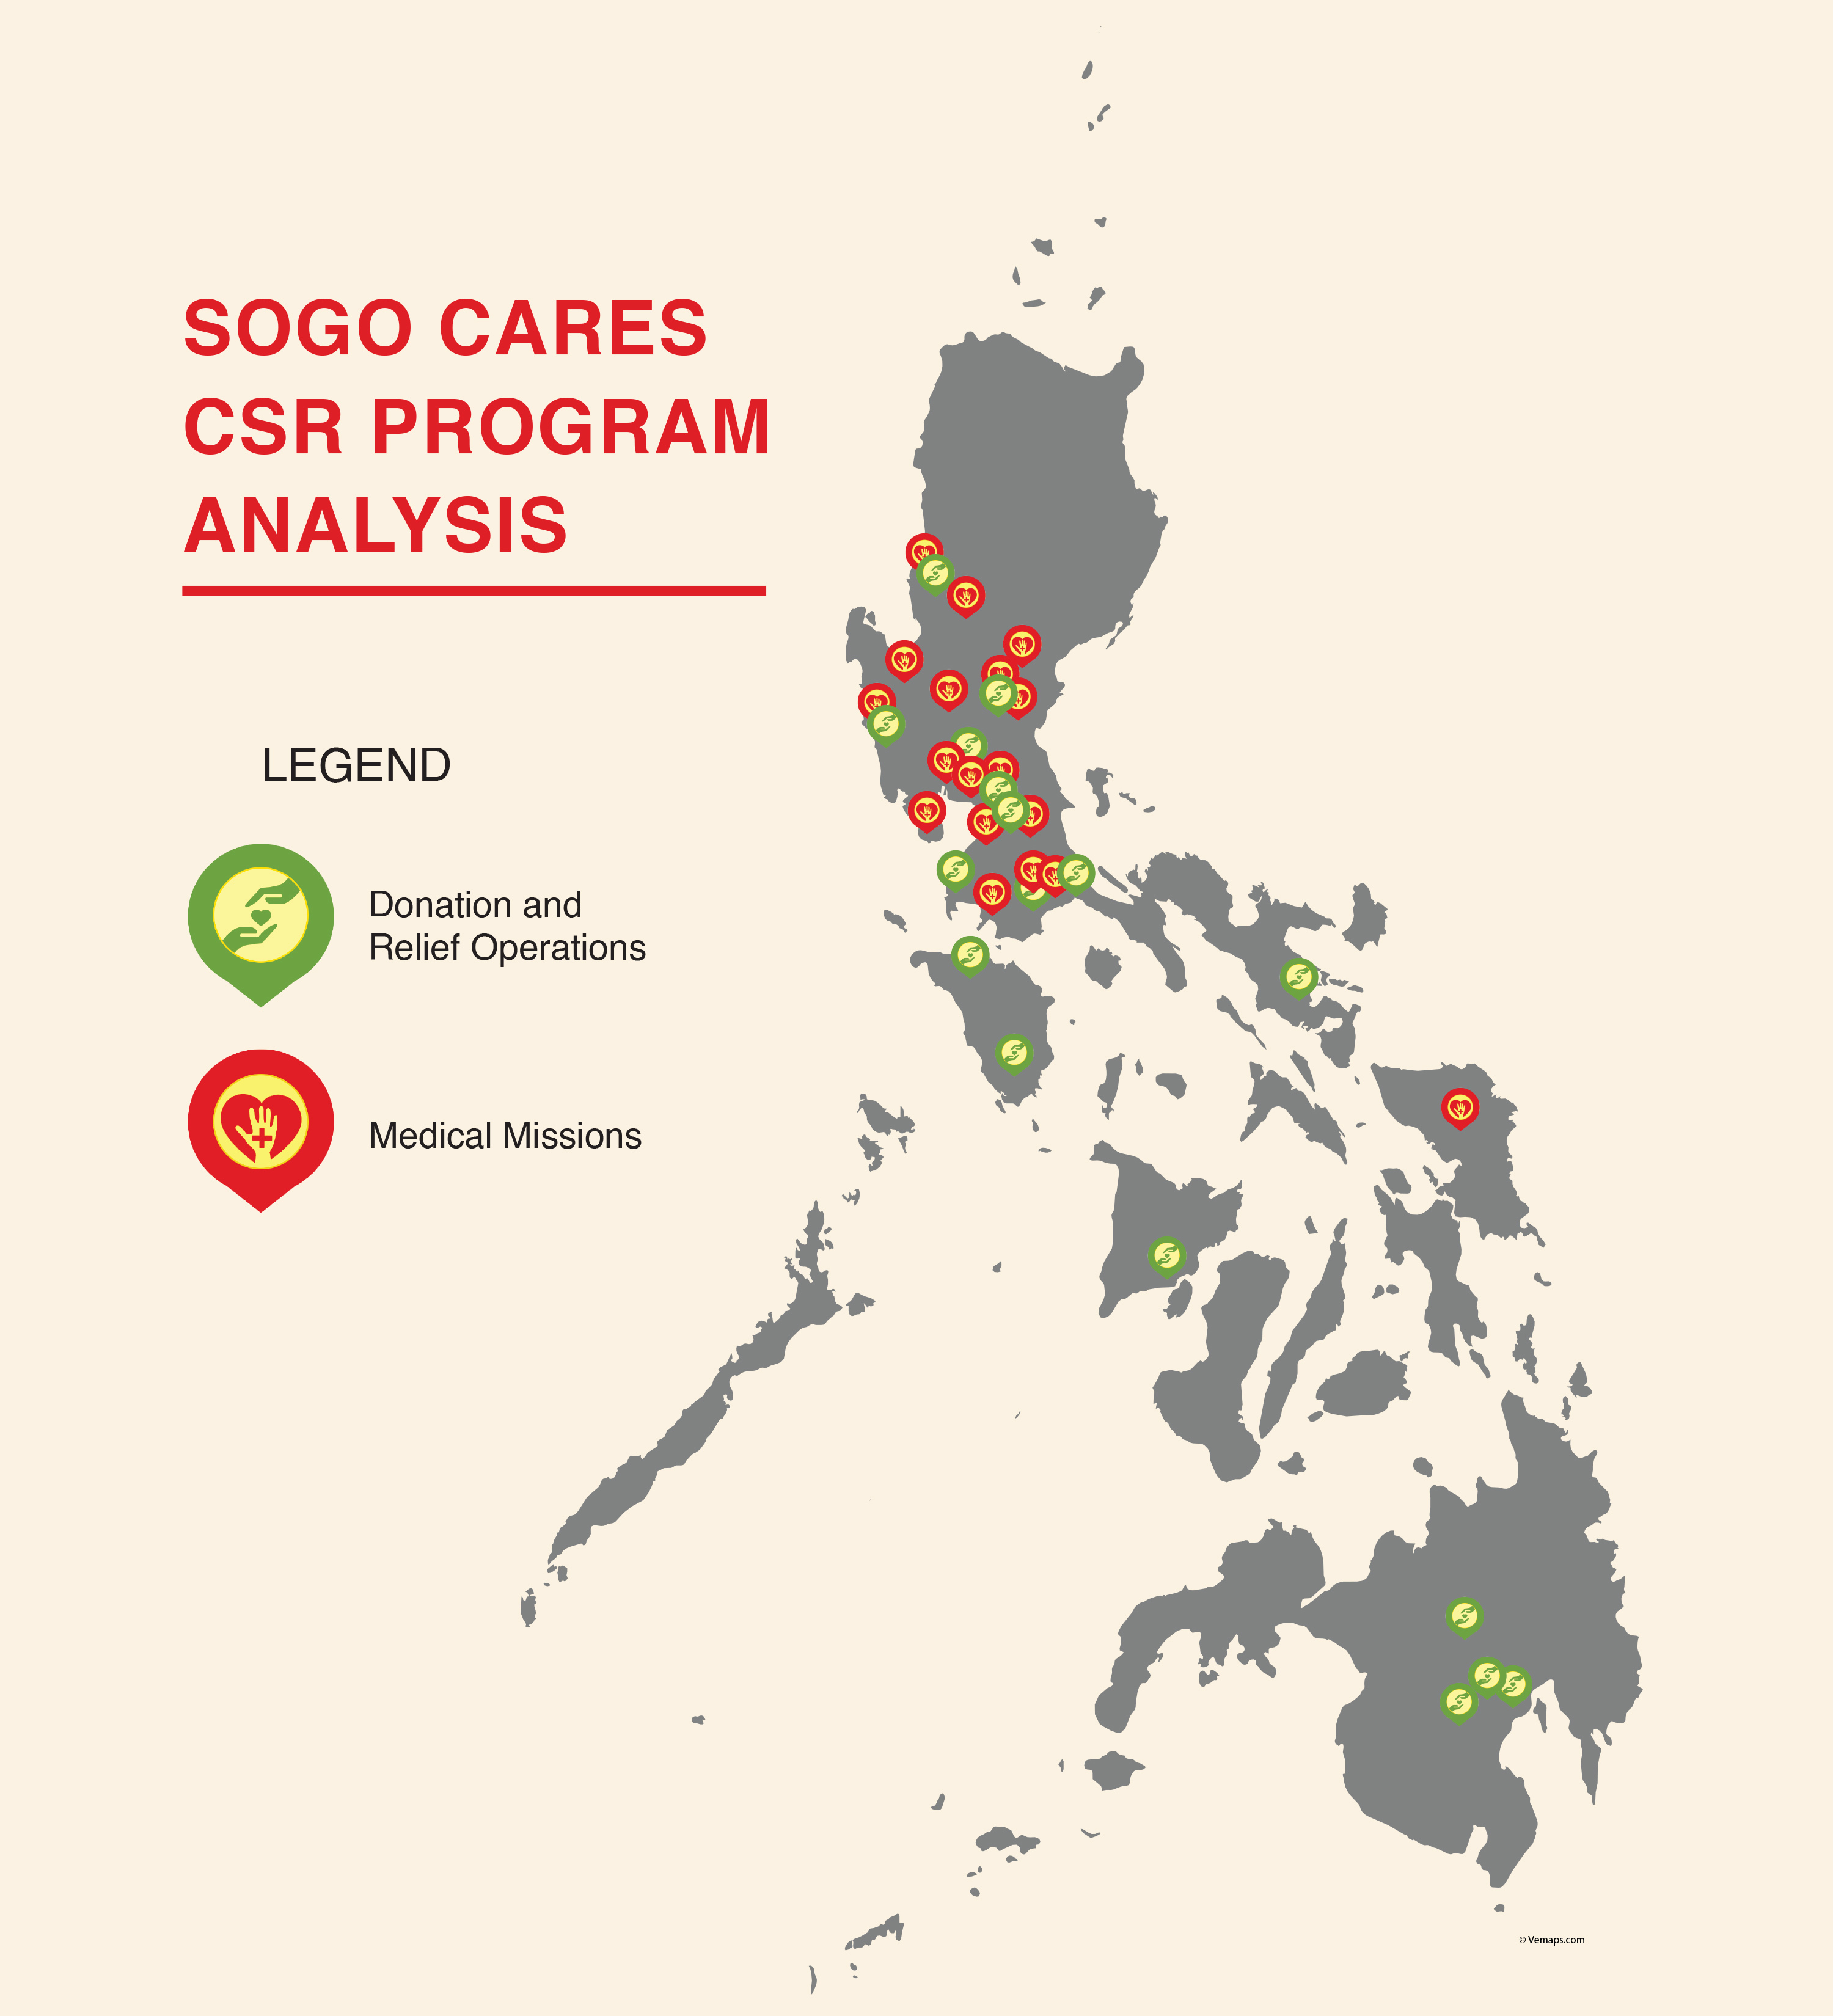 SOGO CARES
CSR PROGRAM
ANALYSIS
LEGEND
Donation and
Relief Operations
Medical Missions
© Vemaps.com